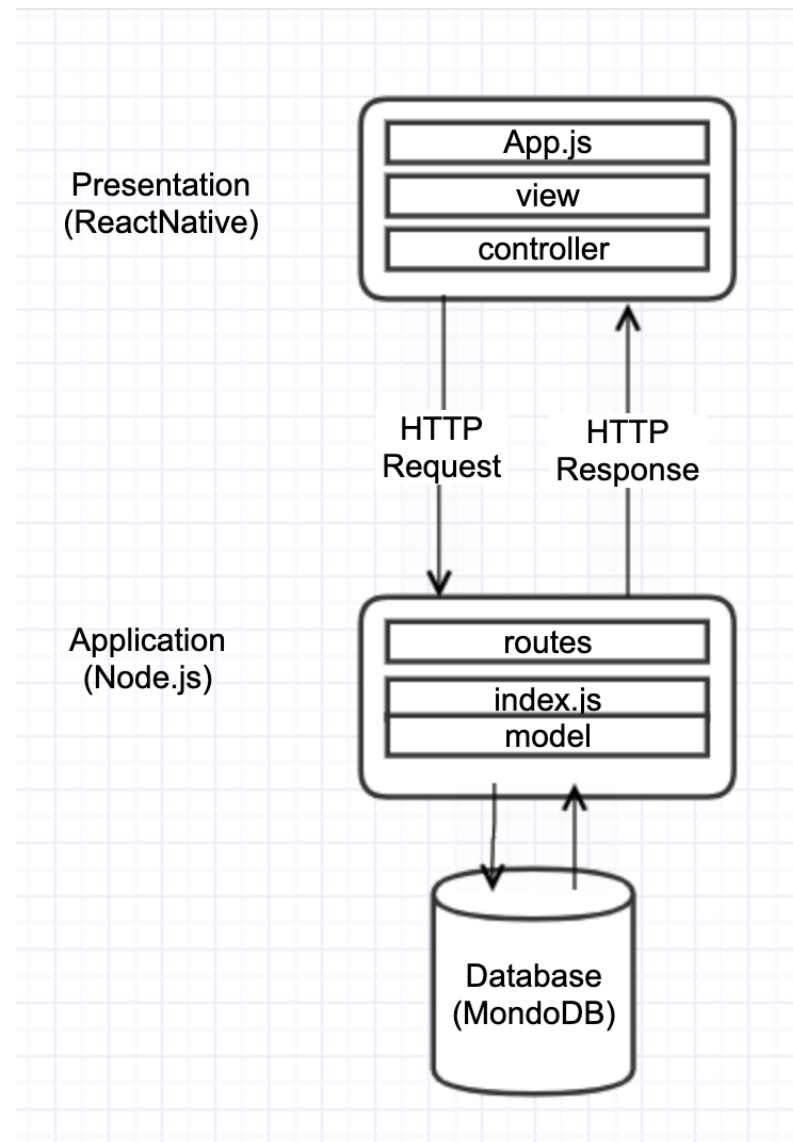 App.js
Presentation
(ReactNative)
view
controller
HTTP
Request
HTTP
Response
Application
(Node.js)
routes
index.js
model
Database
(MondoDB)